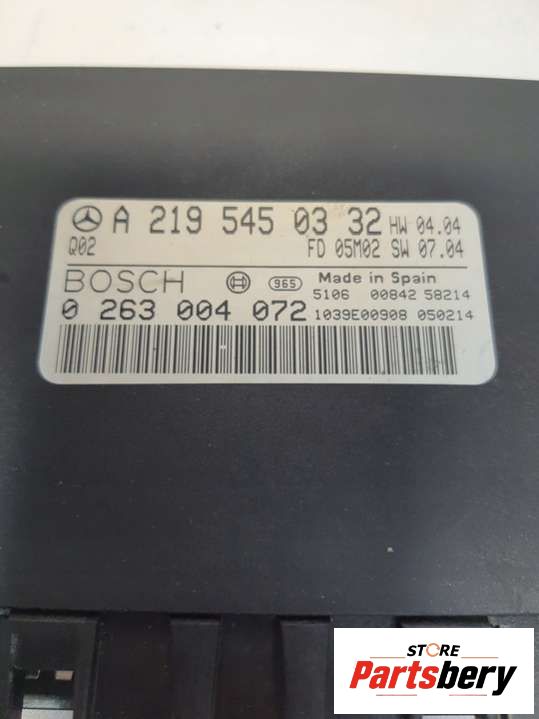 A 219 545 03 32 HW 04.04
Q02 FD 05M02 SW 07.04
BOSCH 965 Made in Spain
5106 00842 58214
0 263 004 072 1039E00908 050214
STORE
Partsbery